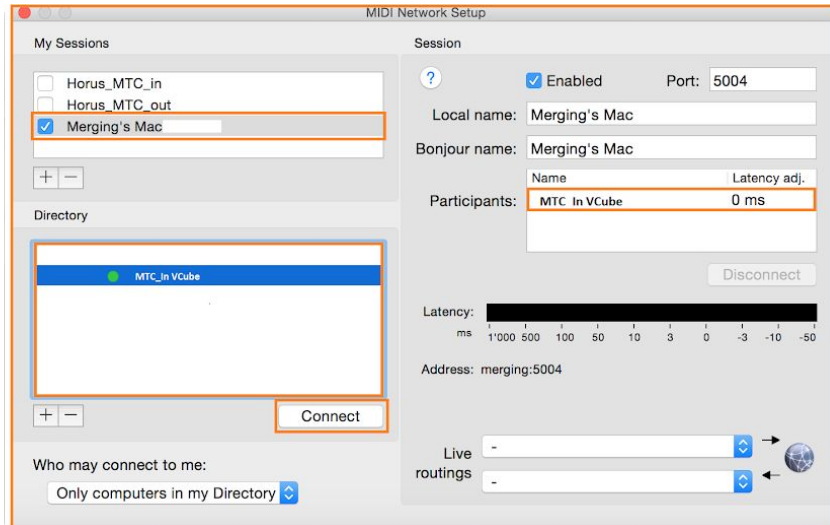 MIDI Network Setup
My Sessions
Horus_MTC_in
Horus_MTC_out
Merging's Mac
+ −
Directory
MTC_In VCube
+ −
Connect
Who may connect to me:
Only computers in my Directory
Session
? Enabled Port: 5004
Local name: Merging's Mac
Bonjour name: Merging's Mac
Name Latency adj.
Participants: MTC In VCube 0 ms
Disconnect
Latency:
ms 1'000 500 100 50 10 3 0 -3 -10 -50
Address: merging:5004
Live routings
-
-